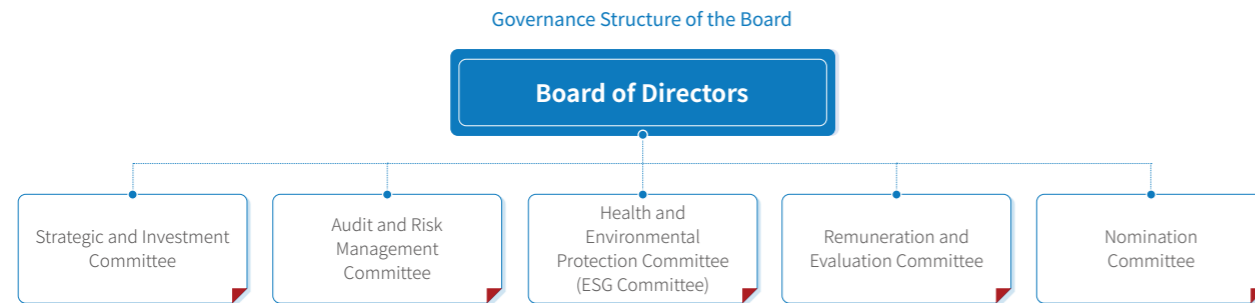 Governance Structure of the Board
Board of Directors
Strategic and Investment
Committee
Audit and Risk
Management
Committee
Health and
Environmental
Protection Committee
(ESG Committee)
Remuneration and
Evaluation Committee
Nomination
Committee